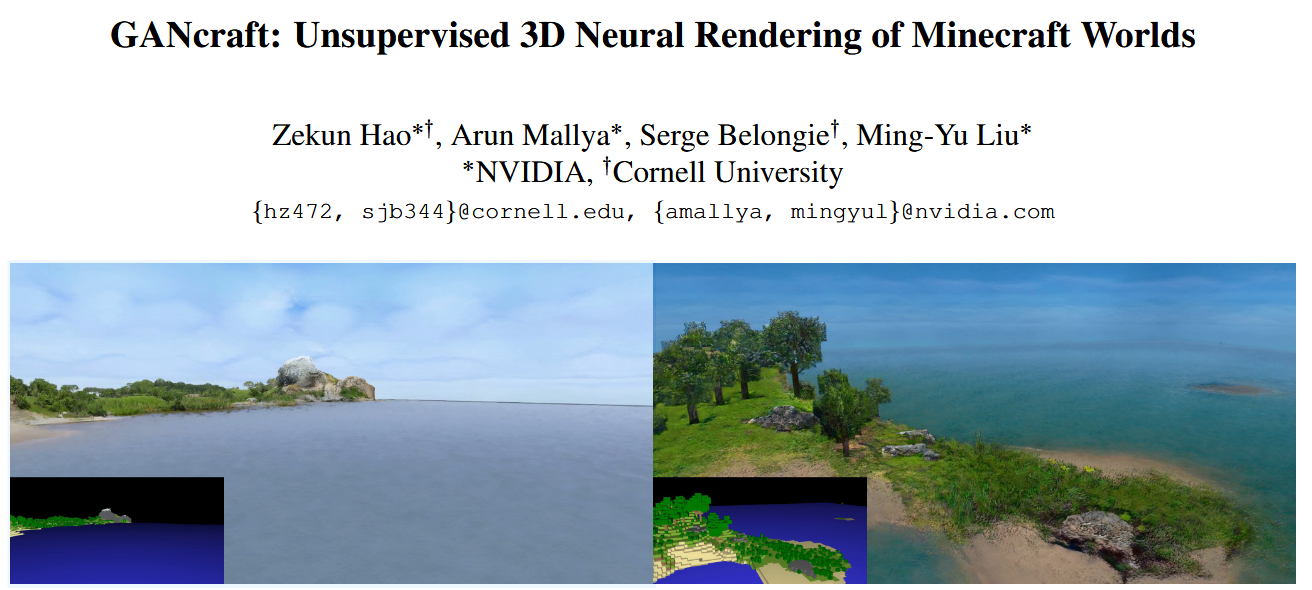 GANcraft: Unsupervised 3D Neural Rendering of Minecraft Worlds
Zekun Hao*†, Arun Mallya*, Serge Belongie†, Ming-Yu Liu*
*NVIDIA, †Cornell University
{hz472, sjb344}@cornell.edu, {amallya, mingyul}@nvidia.com